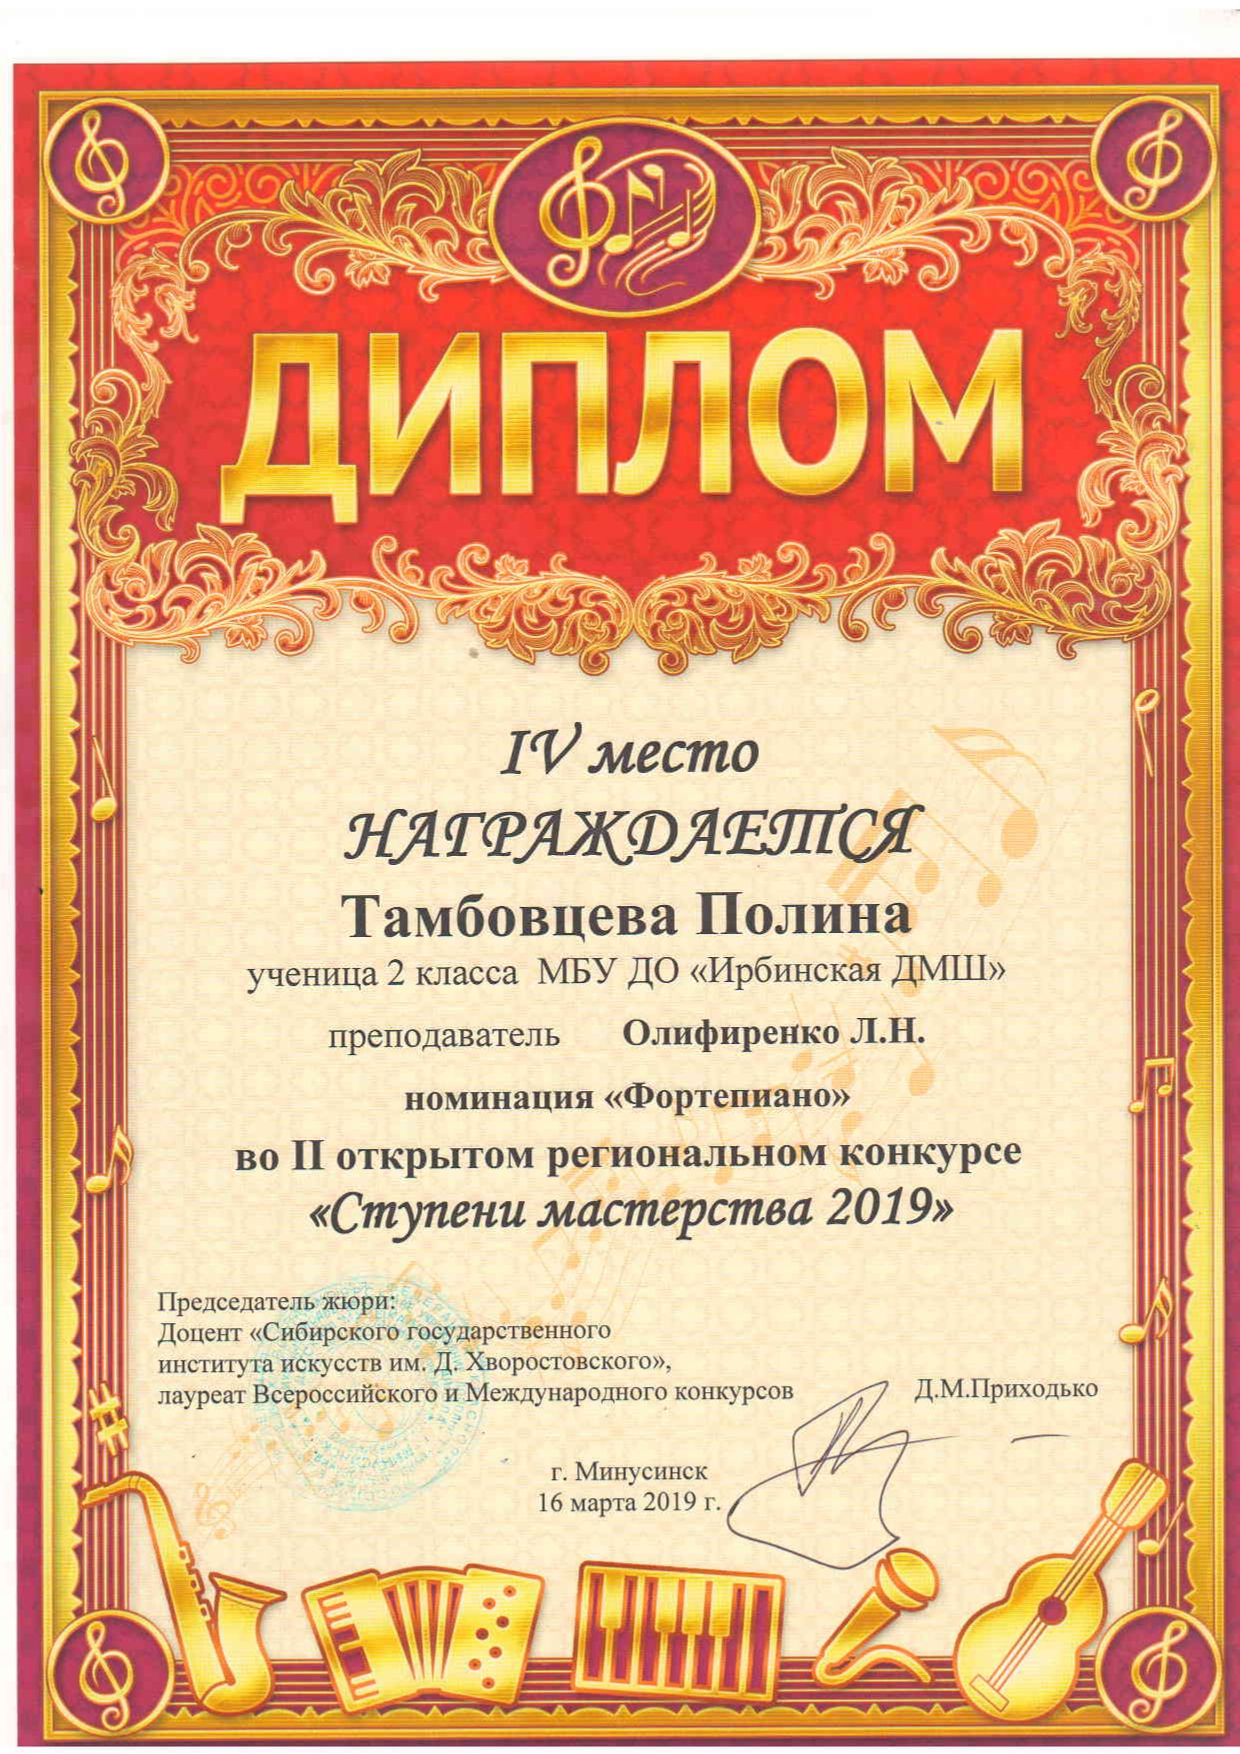 ДИПЛОМ
IV место
НАГРАЖДАЕТСЯ
Тамбовцева Полина
ученица 2 класса МБУ ДО «Ирбинская ДМШ»
преподаватель Олифиренко Л.Н.
номинация «Фортепиано»
во II открытом региональном конкурсе
«Ступени мастерства 2019»
Председатель жюри:
Доцент «Сибирского государственного
института искусств им. Д. Хворостовского»,
лауреат Всероссийского и Международного конкурсов Д.М.Приходько
г. Минусинск
16 марта 2019 г.